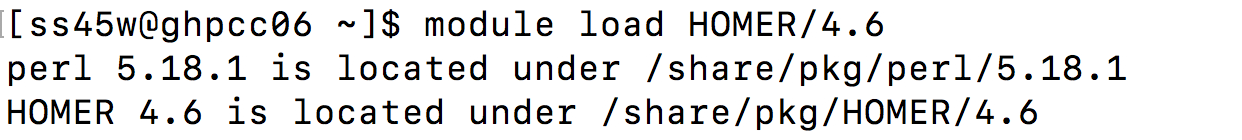 [ss45w@ghpcc06 ~]$ module load HOMER/4.6
perl 5.18.1 is located under /share/pkg/perl/5.18.1
HOMER 4.6 is located under /share/pkg/HOMER/4.6